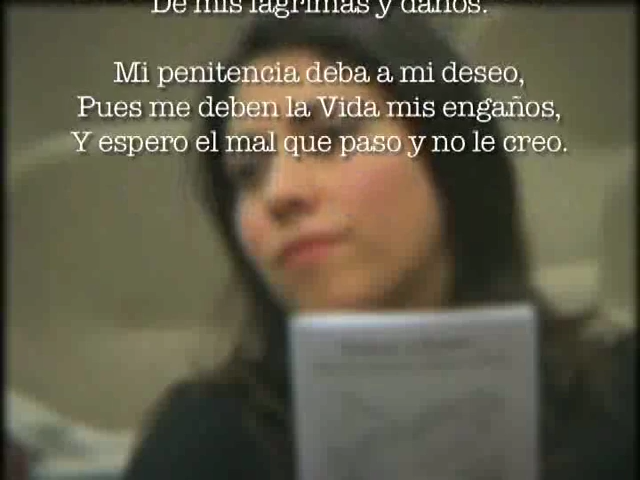 De mis lágrimas y daños.
Mi penitencia deba a mi deseo,
Pues me deben la Vida mis engaños,
Y espero el mal que paso y no le creo.